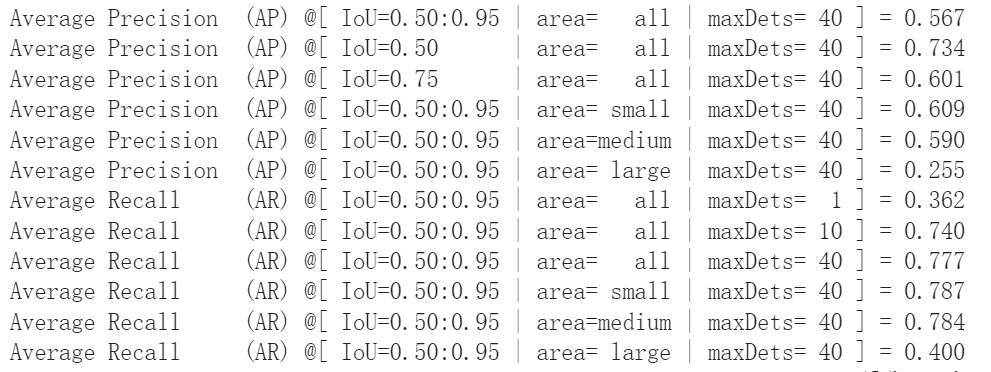 Average Precision  (AP) @[ IoU=0.50:0.95 | area=   all | maxDets= 40 ] = 0.567
Average Precision  (AP) @[ IoU=0.50      | area=   all | maxDets= 40 ] = 0.734
Average Precision  (AP) @[ IoU=0.75      | area=   all | maxDets= 40 ] = 0.601
Average Precision  (AP) @[ IoU=0.50:0.95 | area= small | maxDets= 40 ] = 0.609
Average Precision  (AP) @[ IoU=0.50:0.95 | area=medium | maxDets= 40 ] = 0.590
Average Precision  (AP) @[ IoU=0.50:0.95 | area= large | maxDets= 40 ] = 0.255
Average Recall     (AR) @[ IoU=0.50:0.95 | area=   all | maxDets=  1 ] = 0.362
Average Recall     (AR) @[ IoU=0.50:0.95 | area=   all | maxDets= 10 ] = 0.740
Average Recall     (AR) @[ IoU=0.50:0.95 | area=   all | maxDets= 40 ] = 0.777
Average Recall     (AR) @[ IoU=0.50:0.95 | area= small | maxDets= 40 ] = 0.787
Average Recall     (AR) @[ IoU=0.50:0.95 | area=medium | maxDets= 40 ] = 0.784
Average Recall     (AR) @[ IoU=0.50:0.95 | area= large | maxDets= 40 ] = 0.400